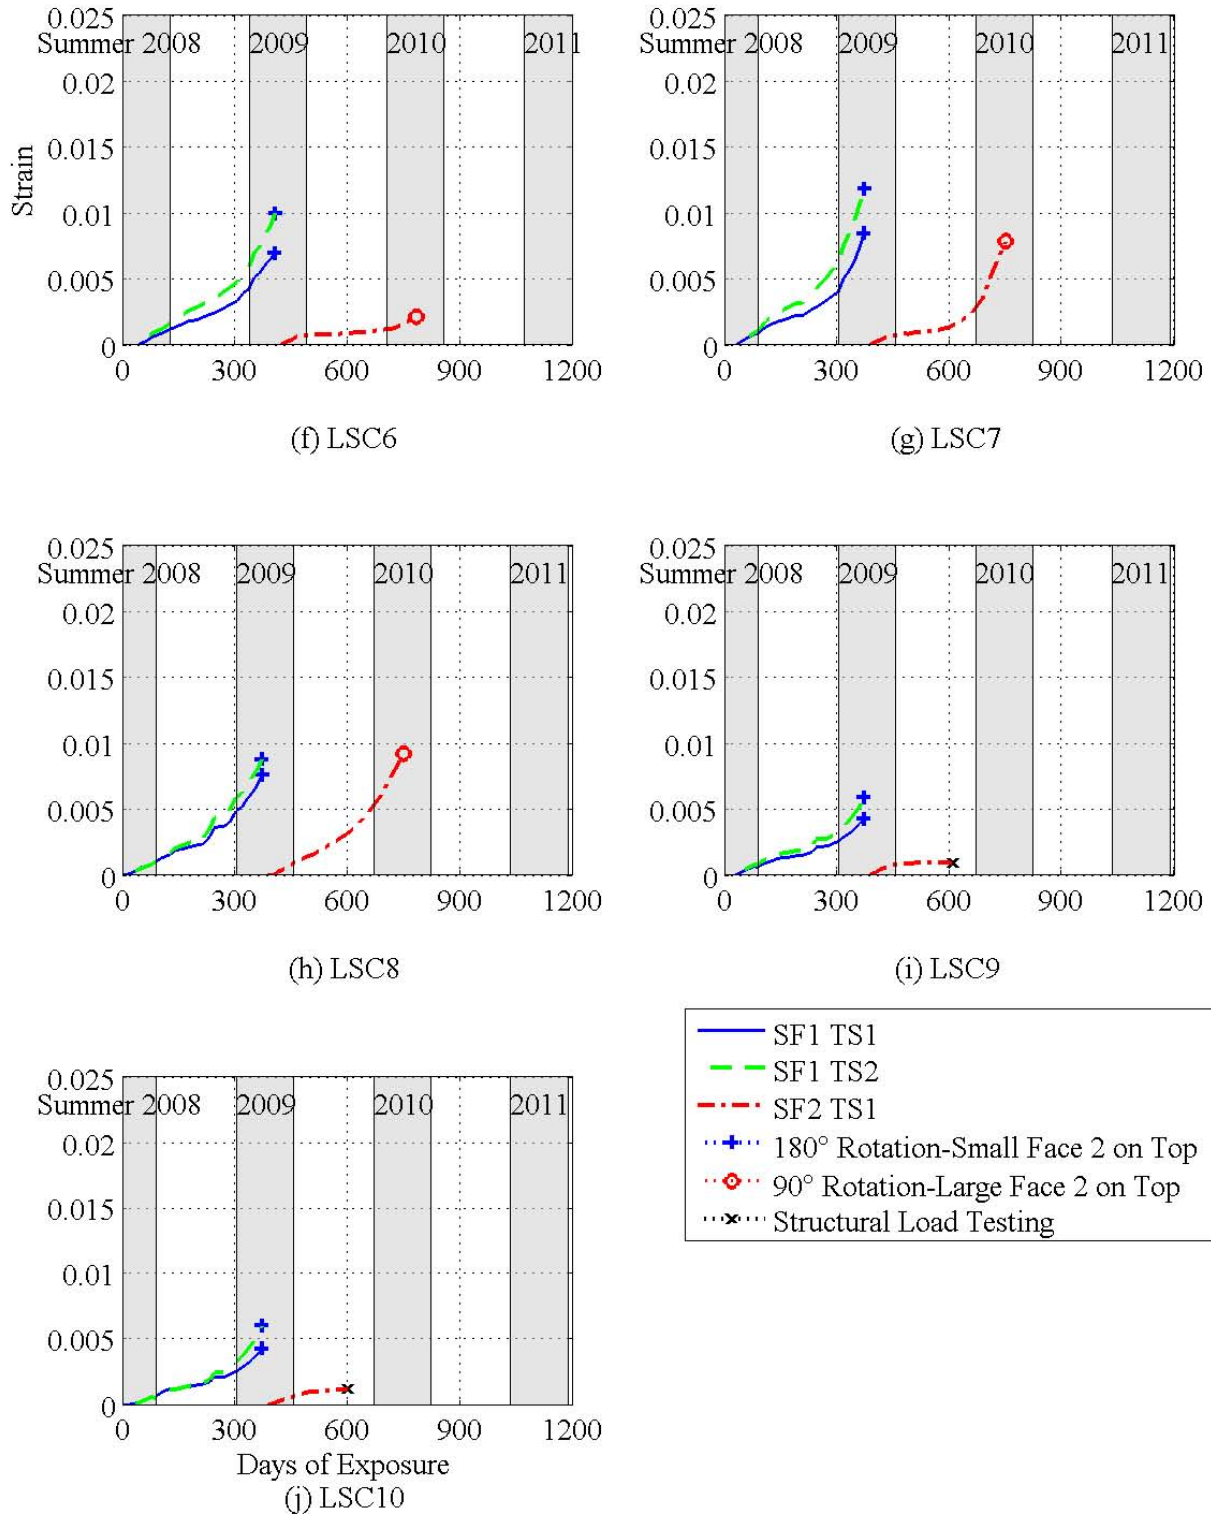 0.025
Summer 2008 2009 2010 2011
0.02
0.015
0.01
0.005
0
0 300 600 900 1200
Strain
(f) LSC6
0.025
Summer 2008 2009 2010 2011
0.02
0.015
0.01
0.005
0
0 300 600 900 1200
(g) LSC7
0.025
Summer 2008 2009 2010 2011
0.02
0.015
0.01
0.005
0
0 300 600 900 1200
(h) LSC8
0.025
Summer 2008 2009 2010 2011
0.02
0.015
0.01
0.005
0
0 300 600 900 1200
(i) LSC9
0.025
Summer 2008 2009 2010 2011
0.02
0.015
0.01
0.005
0
0 300 600 900 1200
Days of Exposure
(j) LSC10
SF1 TS1
SF1 TS2
SF2 TS1
180° Rotation-Small Face 2 on Top
90° Rotation-Large Face 2 on Top
Structural Load Testing